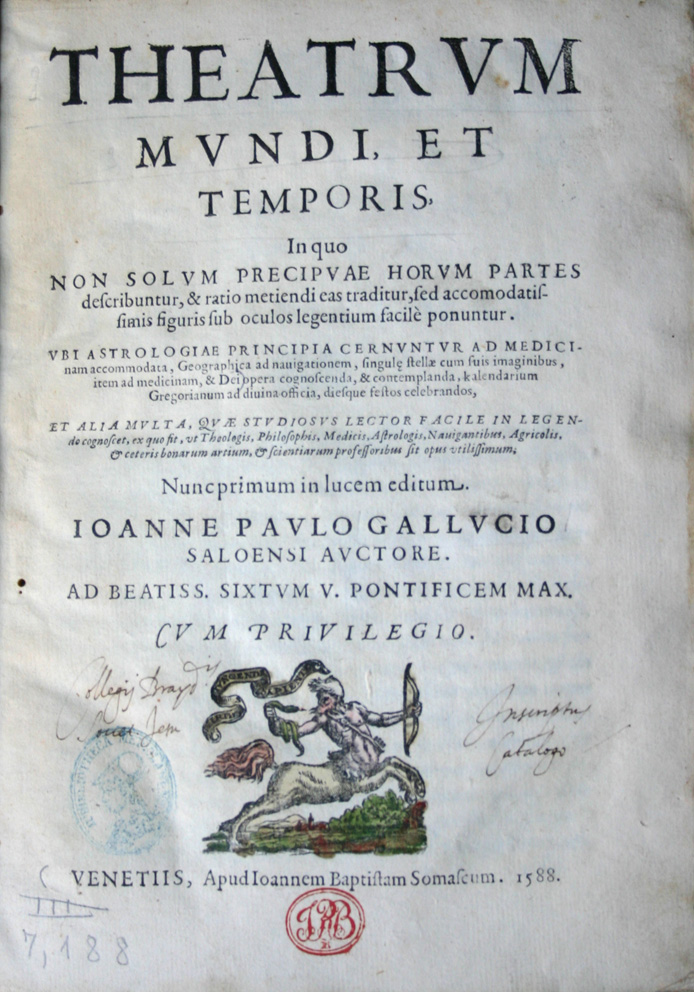 THEATRVM
MVNDI, ET
TEMPORIS,
In quo
NON SOLVM PRECIPVAE HORVM PARTES
deſcribuntur, & ratio metiendi eas traditur, ſed accomodatiſ-
ſimis figuris ſub oculos legentium facilè ponuntur.
VBI ASTROLOGIAE PRINCIPIA CERNVNTVR AD MEDICI-
nam accommodata, Geographica ad nauigationem, ſingulę ſtellæ cum ſuis imaginibus,
item ad medicinam, & Dei opera cognoſcenda, & contemplanda, kalendarium
Gregorianum ad diuina officia, dieſque feſtos celebrandos,
ET ALIA MVLTA, QVÆ STVDIOSVS LECTOR FACILE IN LEGEN-
do cognoſcet, ex quo fit, vt Theologis, Philoſophis, Medicis, Aſtrologis, Nauigantibus, Agricolis,
& ceteris bonarum artium, & ſcientiarum profeſſoribus ſit opus vtiliſſimum,
Nunc primum in lucem editum.
IOANNE PAVLO GALLVCIO
SALOENSI AVCTORE.
AD BEATISS. SIXTVM V. PONTIFICEM MAX.
CVM PRIVILEGIO.
Collegij
Inscriptus
Catalogo
VENETIIS, Apud Ioannem Baptiſtam Somaſcum. 1588.
III
7,188